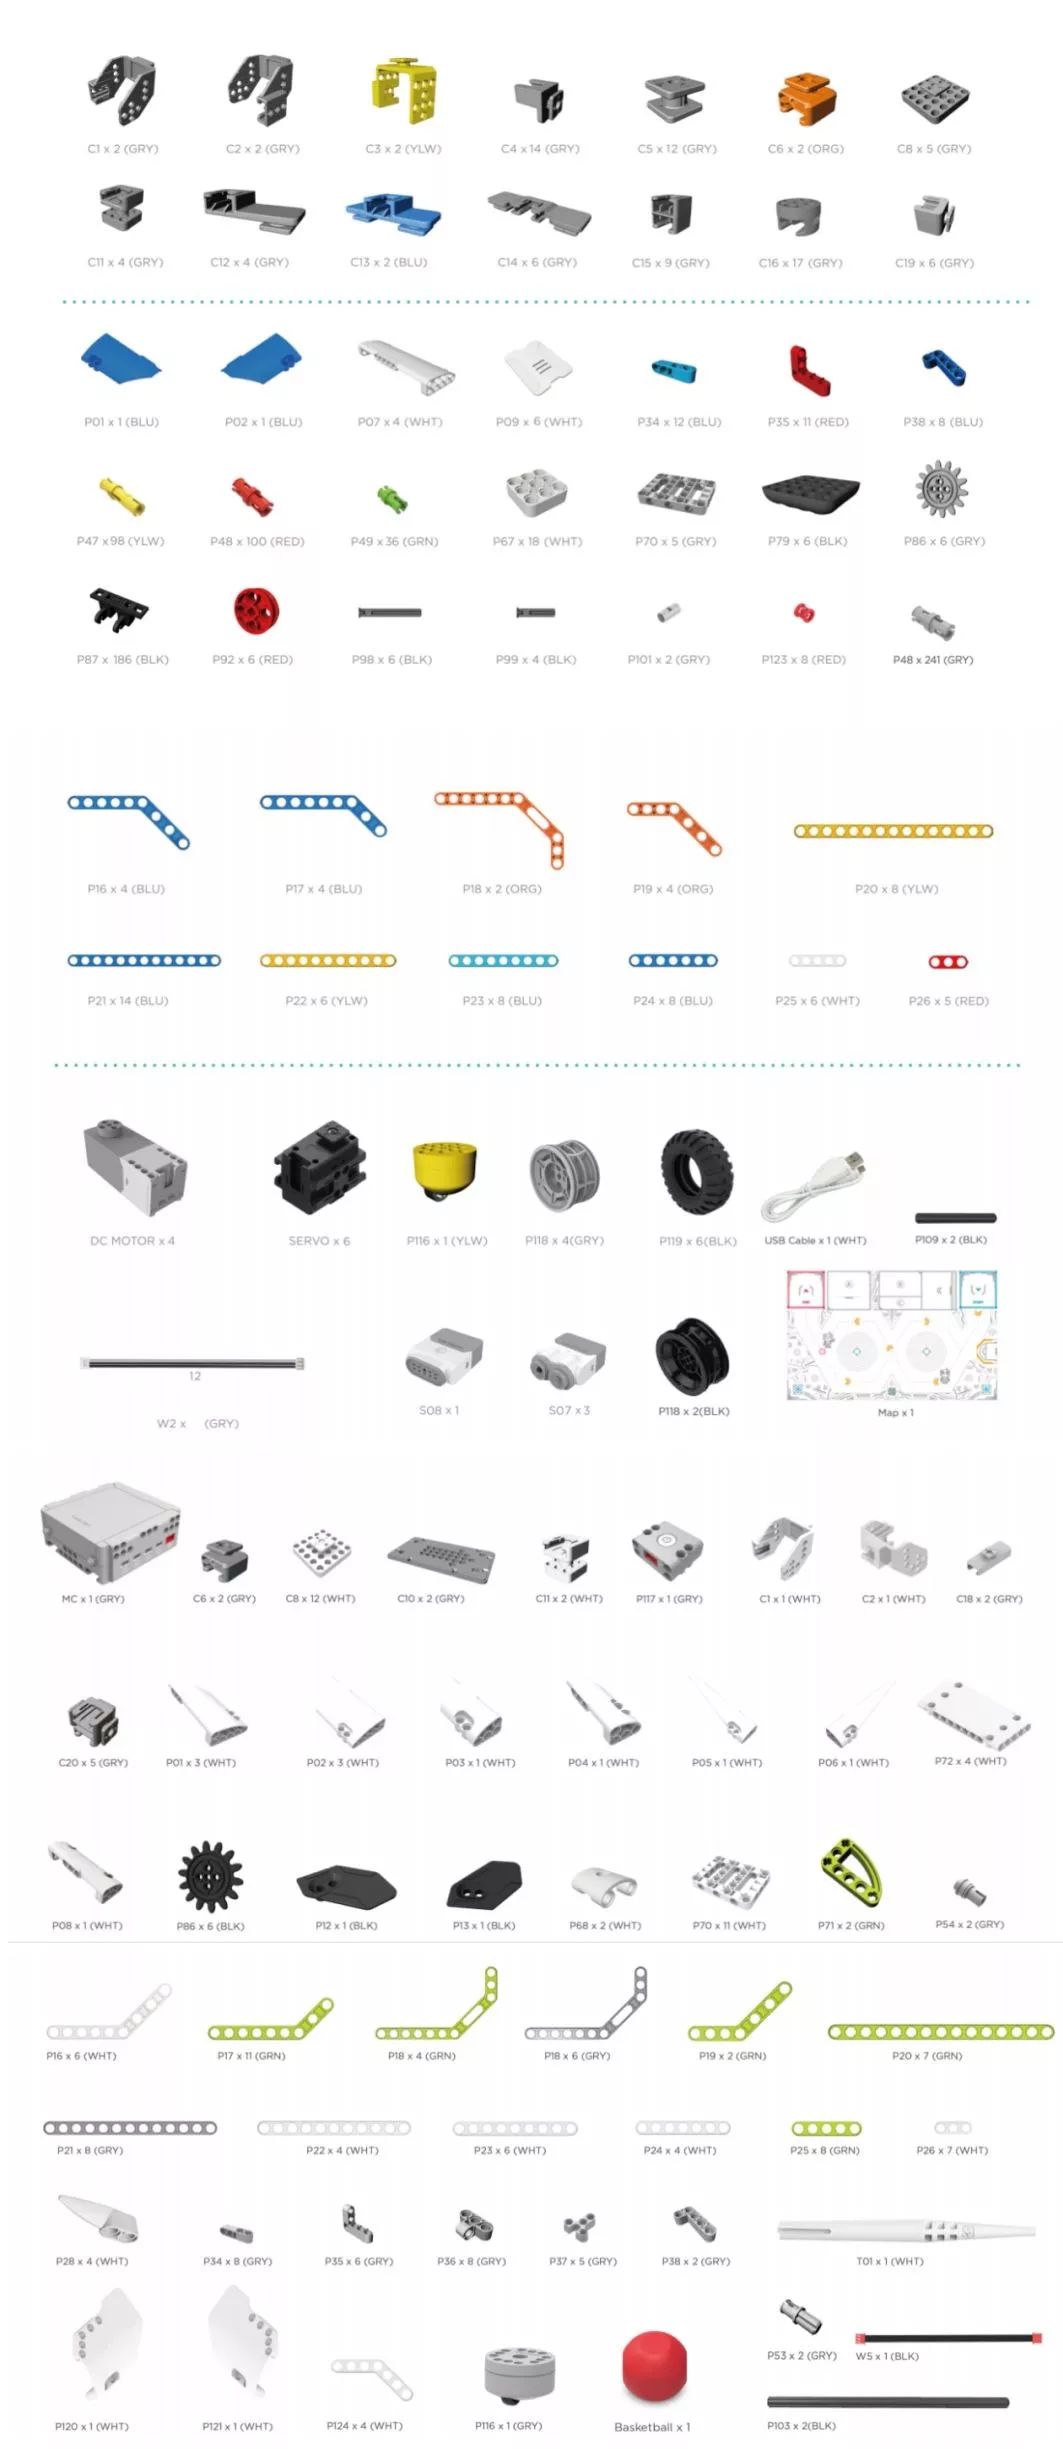 C1 x 2 (GRY)
C2 x 2 (GRY)
C3 x 2 (YLW)
C4 x 14 (GRY)
C5 x 12 (GRY)
C6 x 2 (ORG)
C8 x 5 (GRY)
C11 x 4 (GRY)
C12 x 4 (GRY)
C13 x 2 (BLU)
C14 x 6 (GRY)
C15 x 9 (GRY)
C16 x 17 (GRY)
C19 x 6 (GRY)
P01 x 1 (BLU)
P02 x 1 (BLU)
P07 x 4 (WHT)
P09 x 6 (WHT)
P34 x 12 (BLU)
P35 x 11 (RED)
P38 x 8 (BLU)
P47 x 98 (YLW)
P48 x 100 (RED)
P49 x 36 (GRN)
P67 x 18 (WHT)
P70 x 5 (GRY)
P79 x 6 (BLK)
P86 x 6 (GRY)
P87 x 186 (BLK)
P92 x 6 (RED)
P98 x 6 (BLK)
P99 x 4 (BLK)
P101 x 2 (GRY)
P123 x 8 (RED)
P48 x 241 (GRY)
P16 x 4 (BLU)
P17 x 4 (BLU)
P18 x 2 (ORG)
P19 x 4 (ORG)
P20 x 8 (YLW)
P21 x 14 (BLU)
P22 x 6 (YLW)
P23 x 8 (BLU)
P24 x 8 (BLU)
P25 x 6 (WHT)
P26 x 5 (RED)
DC MOTOR x 4
SERVO x 6
P116 x 1 (YLW)
P118 x 4(GRY)
P119 x 6(BLK)
USB Cable x 1 (WHT)
P109 x 2 (BLK)
12
W2 x (GRY)
S08 x 1
S07 x 3
P118 x 2(BLK)
Map x 1
MC x 1 (GRY)
C6 x 2 (GRY)
C8 x 12 (WHT)
C10 x 2 (GRY)
C11 x 2 (WHT)
P117 x 1 (GRY)
C1 x 1 (WHT)
C2 x 1 (WHT)
C18 x 2 (GRY)
C20 x 5 (GRY)
P01 x 3 (WHT)
P02 x 3 (WHT)
P03 x 1 (WHT)
P04 x 1 (WHT)
P05 x 1 (WHT)
P06 x 1 (WHT)
P72 x 4 (WHT)
P08 x 1 (WHT)
P86 x 6 (BLK)
P12 x 1 (BLK)
P13 x 1 (BLK)
P68 x 2 (WHT)
P70 x 11 (WHT)
P71 x 2 (GRN)
P54 x 2 (GRY)
P16 x 6 (WHT)
P17 x 11 (GRN)
P18 x 4 (GRN)
P18 x 6 (GRY)
P19 x 2 (GRN)
P20 x 7 (GRN)
P21 x 8 (GRY)
P22 x 4 (WHT)
P23 x 6 (WHT)
P24 x 4 (WHT)
P25 x 8 (GRN)
P26 x 7 (WHT)
P28 x 4 (WHT)
P34 x 8 (GRY)
P35 x 6 (GRY)
P36 x 8 (GRY)
P37 x 5 (GRY)
P38 x 2 (GRY)
T01 x 1 (WHT)
P53 x 2 (GRY)
W5 x 1 (BLK)
P120 x 1 (WHT)
P121 x 1 (WHT)
P124 x 4 (WHT)
P116 x 1 (GRY)
Basketball x 1
P103 x 2(BLK)